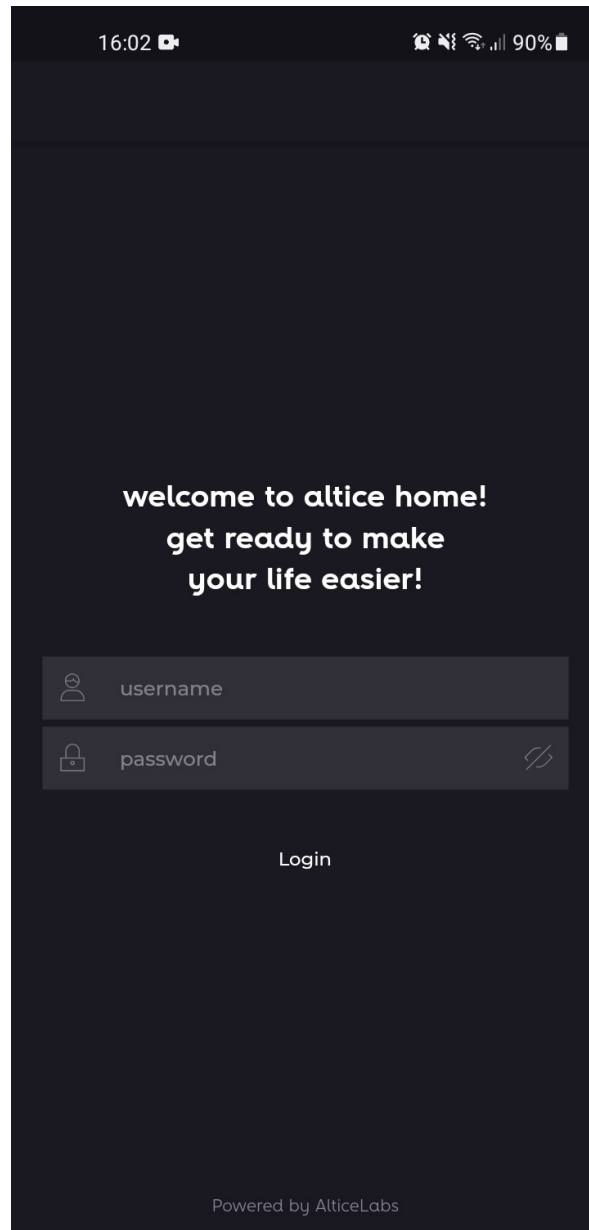 16:02 90%
welcome to altice home!
get ready to make
your life easier!
username
password
Login
Powered by AlticeLabs